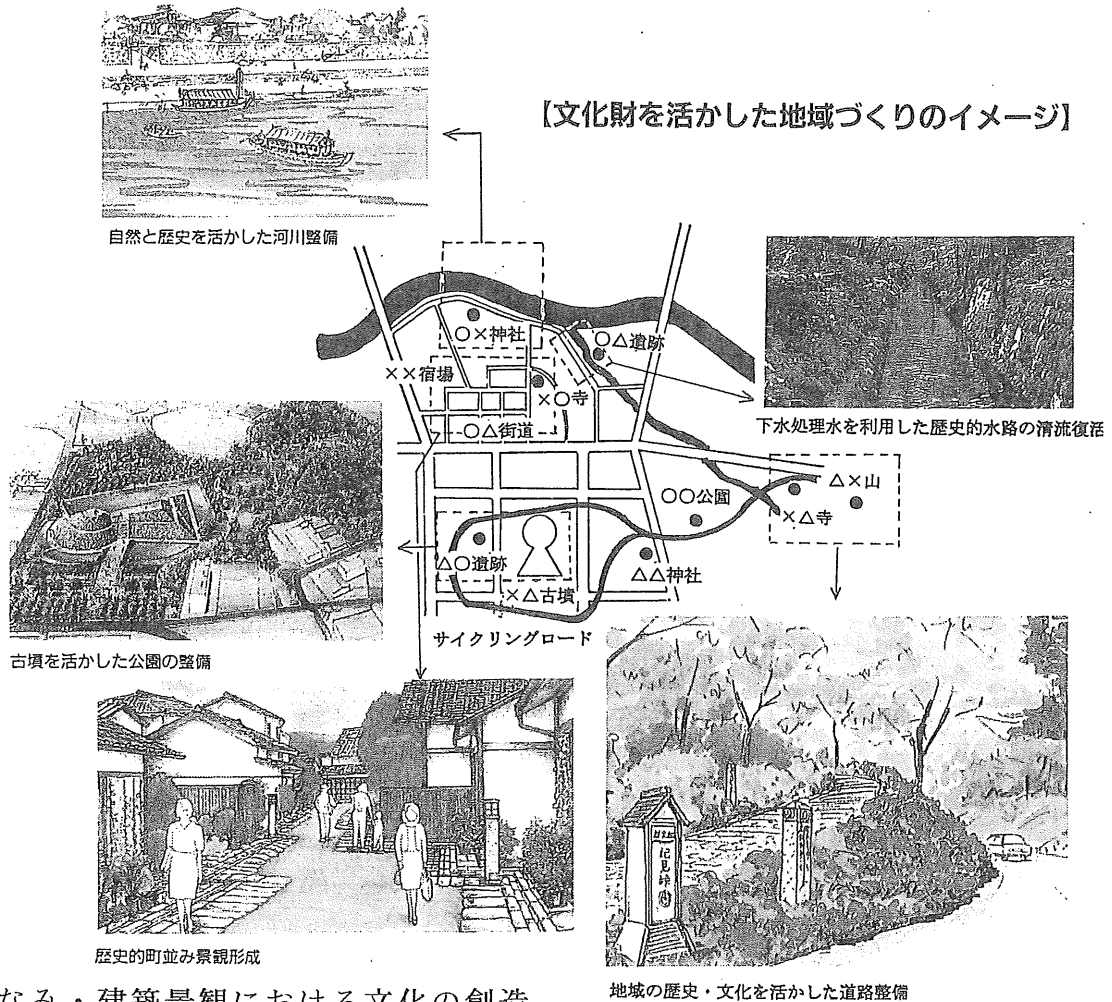 【文化財を活かした地域づくりのイメージ】
自然と歴史を活かした河川整備
○×神社
○△遺跡
××宿場
×○寺
○△街道
下水処理水を利用した歴史的水路の清流復活
○○公園
△×山
×△寺
△○遺跡
×△古墳
△△神社
サイクリングロード
古墳を活かした公園の整備
歴史的町並み景観形成
地域の歴史・文化を活かした道路整備
なみ・建築景観における文化の創造